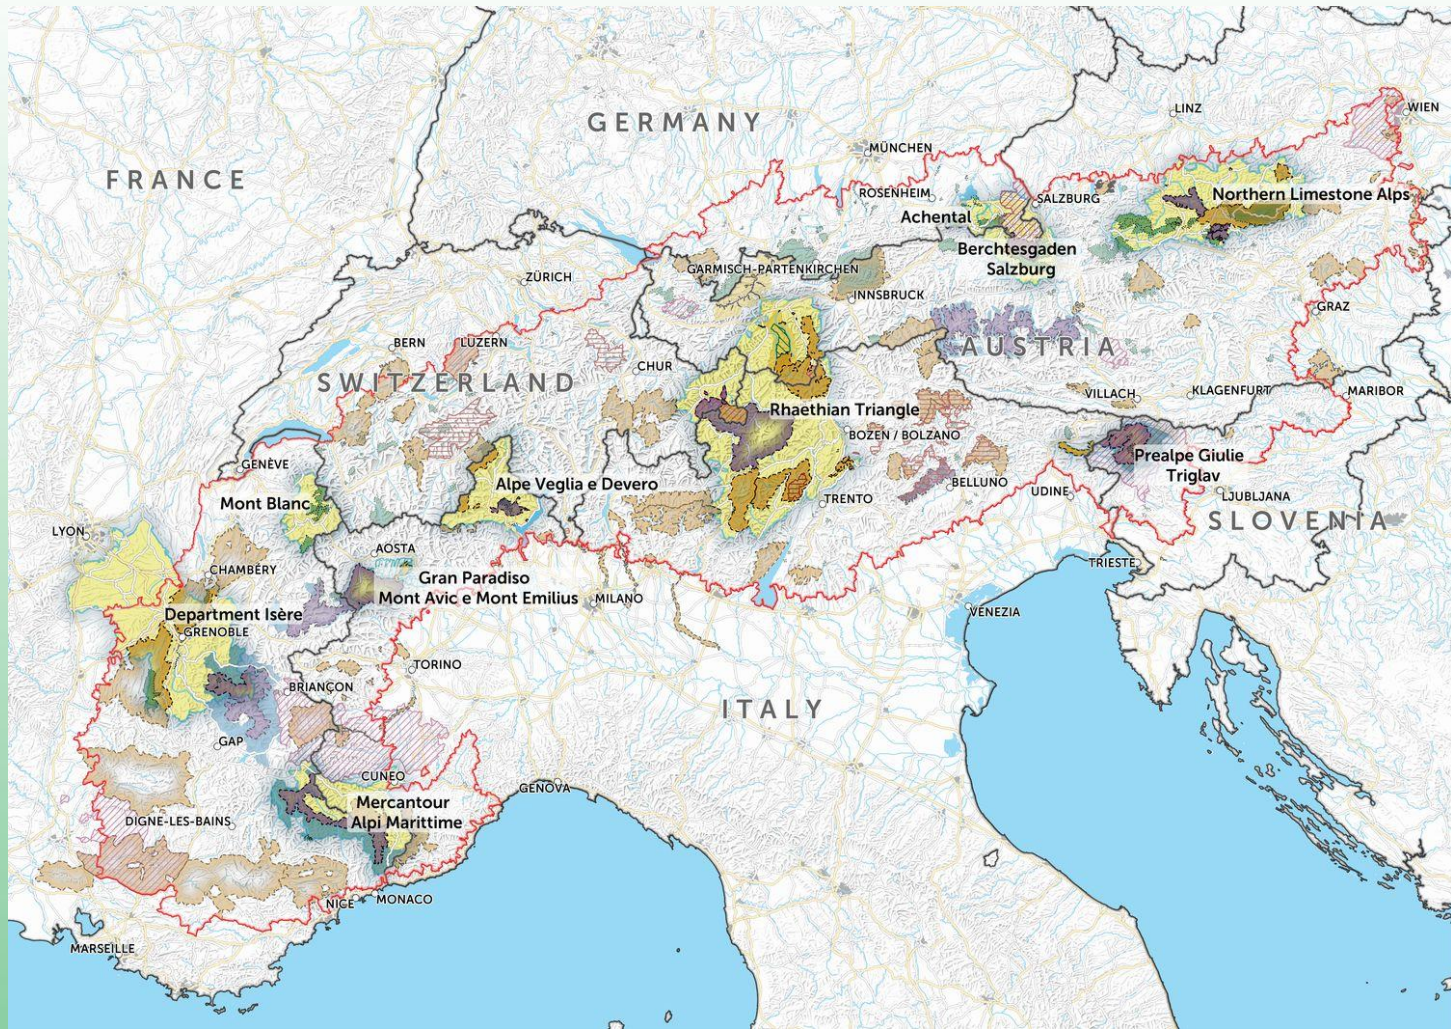 LINZ
WIEN
GERMANY
MÜNCHEN
FRANCE
ROSENHEIM
SALZBURG
Northern Limestone Alps
Achental
Berchtesgaden
Salzburg
ZÜRICH
GARMISCH-PARTENKIRCHEN
INNSBRUCK
GRAZ
BERN
LUZERN
AUSTRIA
CHUR
SWITZERLAND
VILLACH
KLAGENFURT
MARIBOR
Rhaethian Triangle
BOZEN / BOLZANO
GENÈVE
Prealpe Giulie
Triglav
Alpe Veglia e Devero
BELLUNO
UDINE
LJUBLJANA
Mont Blanc
TRENTO
SLOVENIA
LYON
AOSTA
TRIESTE
CHAMBÉRY
Gran Paradiso
Mont Avic e Mont Emilius
MILANO
VENEZIA
Department Isère
GRENOBLE
TORINO
BRIANÇON
ITALY
GAP
CUNEO
GENOVA
Mercantour
Alpi Marittime
DIGNE-LES-BAINS
NICE
MONACO
MARSEILLE